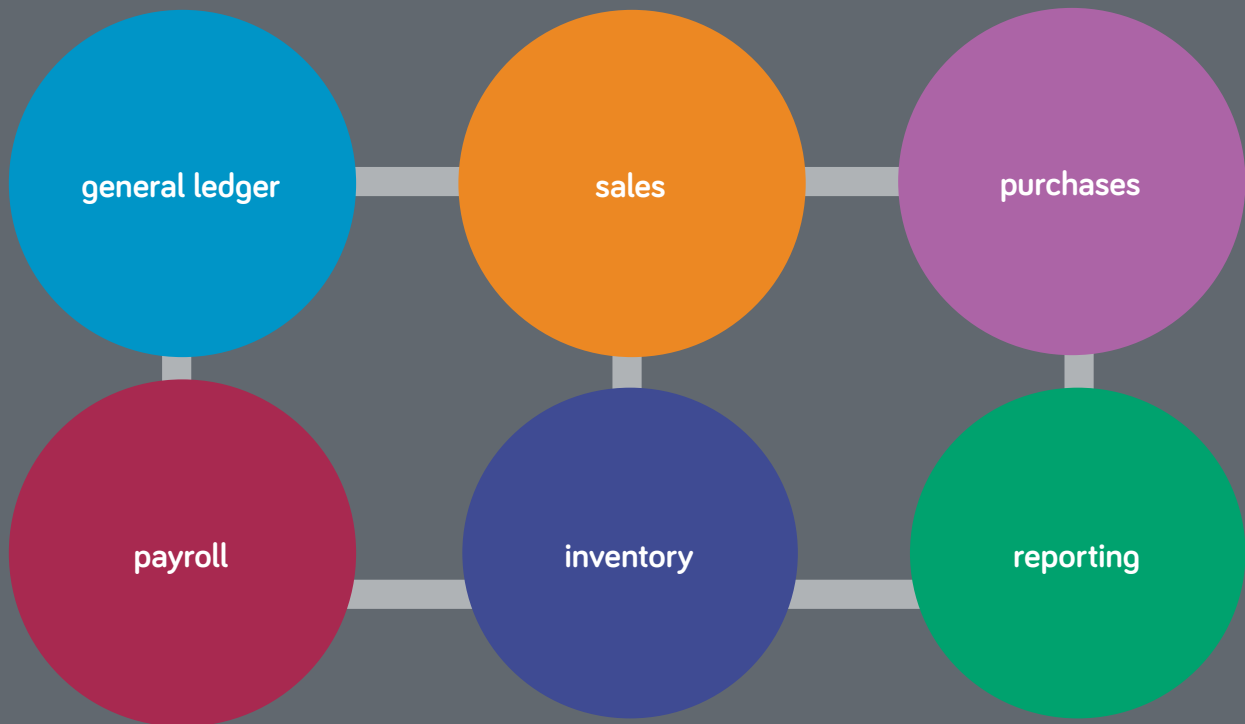 general ledger
sales
purchases
payroll
inventory
reporting